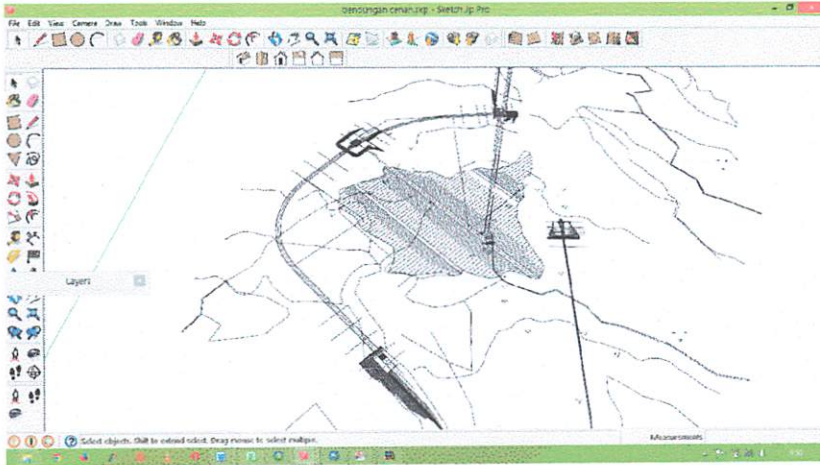 bendungan cenan.skp - SketchUp Pro
File Edit View Camera Draw Tools Window Help
Layers
Select objects. Shift to extend select. Drag mouse to select multiple.
Measurements